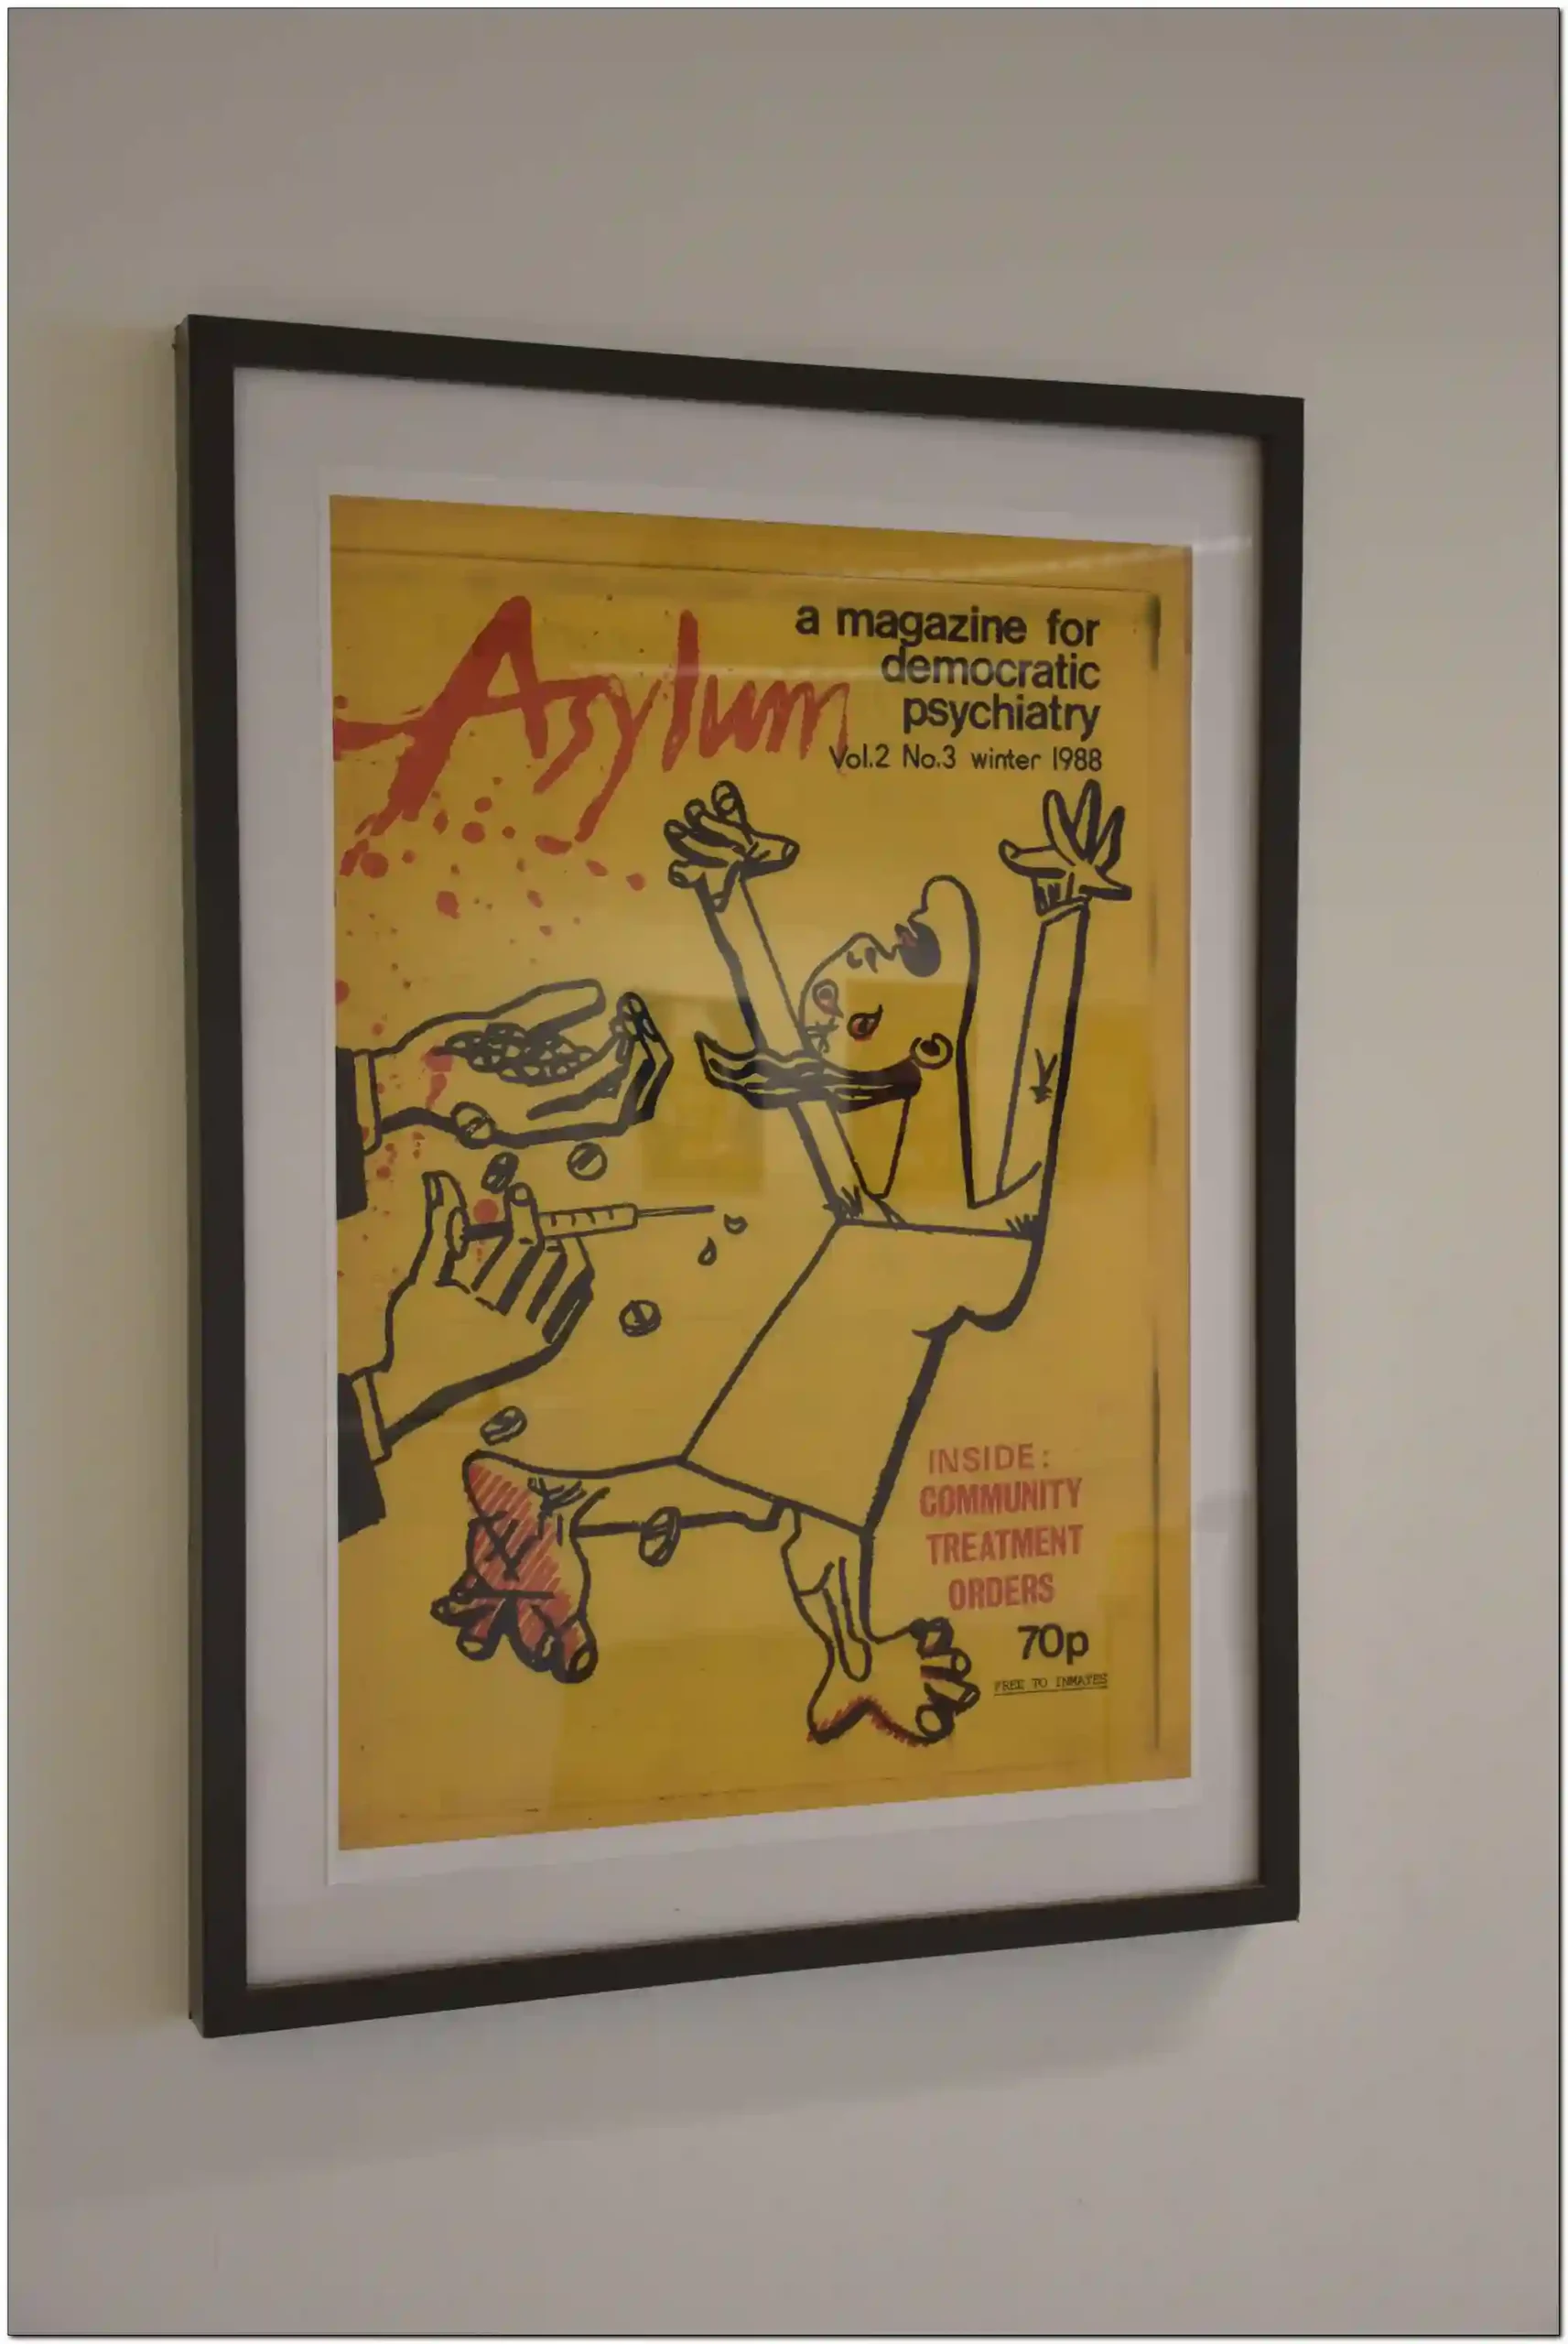 Asylum
a magazine for
democratic
psychiatry
Vol.2 No.3 winter 1988
INSIDE:
COMMUNITY
TREATMENT
ORDERS
70p
FREE TO INMATES